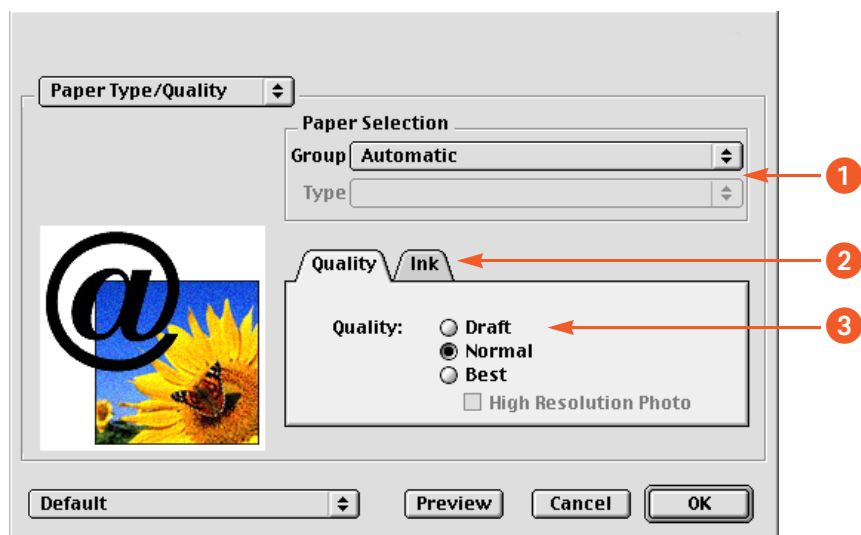 Paper Type/Quality
Paper Selection
Group Automatic
1
Type
@
Quality Ink
2
Quality: Draft
3
Normal
Best
High Resolution Photo
Default Preview Cancel OK